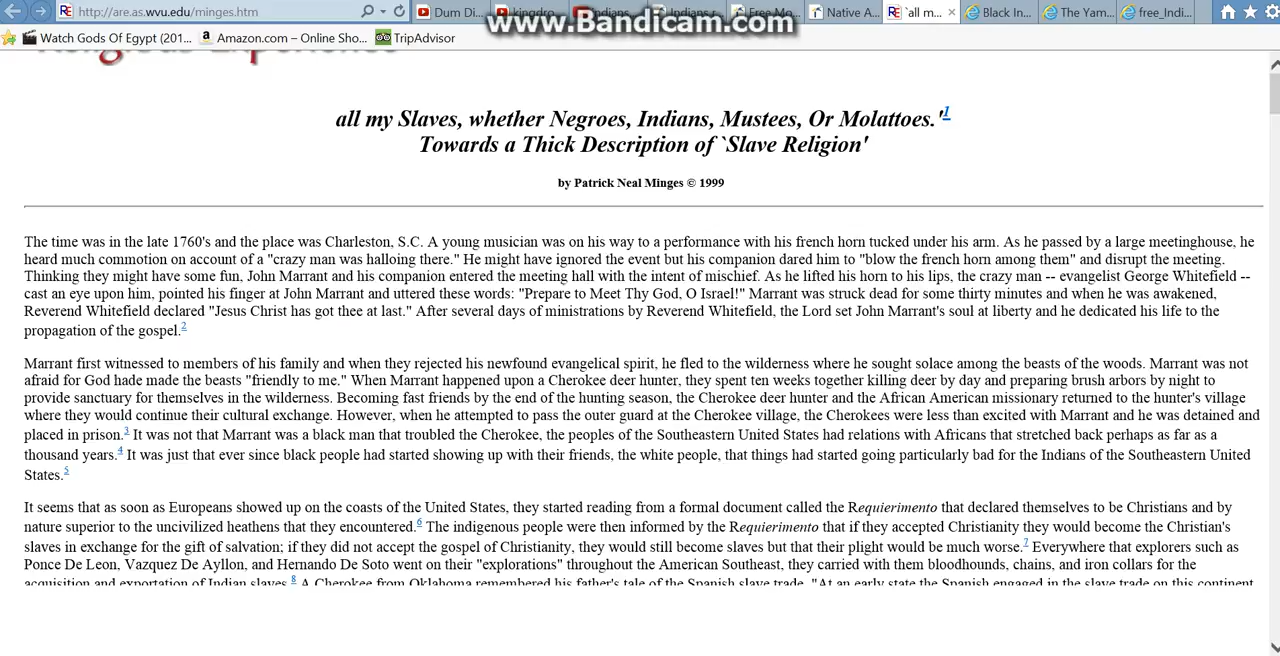 http://are.as.wvu.edu/minges.htm
Dum Di...
kingdro
Indians
Indians r
Free Mo...
Native A...
`all m...
Black In...
The Yam...
free_Indi...
www.Bandicam.com
Watch Gods Of Egypt (201...
Amazon.com – Online Sho...
TripAdvisor
all my Slaves, whether Negroes, Indians, Mustees, Or Molattoes.'1
Towards a Thick Description of `Slave Religion'
by Patrick Neal Minges © 1999
The time was in the late 1760's and the place was Charleston, S.C. A young musician was on his way to a performance with his french horn tucked under his arm. As he passed by a large meetinghouse, he
heard much commotion on account of a "crazy man was halloing there." He might have ignored the event but his companion dared him to "blow the french horn among them" and disrupt the meeting.
Thinking they might have some fun, John Marrant and his companion entered the meeting hall with the intent of mischief. As he lifted his horn to his lips, the crazy man -- evangelist George Whitefield --
cast an eye upon him, pointed his finger at John Marrant and uttered these words: "Prepare to Meet Thy God, O Israel!" Marrant was struck dead for some thirty minutes and when he was awakened,
Reverend Whitefield declared "Jesus Christ has got thee at last." After several days of ministrations by Reverend Whitefield, the Lord set John Marrant's soul at liberty and he dedicated his life to the
propagation of the gospel.2
Marrant first witnessed to members of his family and when they rejected his newfound evangelical spirit, he fled to the wilderness where he sought solace among the beasts of the woods. Marrant was not
afraid for God hade made the beasts "friendly to me." When Marrant happened upon a Cherokee deer hunter, they spent ten weeks together killing deer by day and preparing brush arbors by night to
provide sanctuary for themselves in the wilderness. Becoming fast friends by the end of the hunting season, the Cherokee deer hunter and the African American missionary returned to the hunter's village
where they would continue their cultural exchange. However, when he attempted to pass the outer guard at the Cherokee village, the Cherokees were less than excited with Marrant and he was detained and
placed in prison.3 It was not that Marrant was a black man that troubled the Cherokee, the peoples of the Southeastern United States had relations with Africans that stretched back perhaps as far as a
thousand years.4 It was just that ever since black people had started showing up with their friends, the white people, that things had started going particularly bad for the Indians of the Southeastern United
States.5
It seems that as soon as Europeans showed up on the coasts of the United States, they started reading from a formal document called the Requierimento that declared themselves to be Christians and by
nature superior to the uncivilized heathens that they encountered.6 The indigenous people were then informed by the Requierimento that if they accepted Christianity they would become the Christian's
slaves in exchange for the gift of salvation; if they did not accept the gospel of Christianity, they would still become slaves but that their plight would be much worse.7 Everywhere that explorers such as
Ponce De Leon, Vazquez De Ayllon, and Hernando De Soto went on their "explorations" throughout the American Southeast, they carried with them bloodhounds, chains, and iron collars for the
acquisition and exportation of Indian slaves.8 A Cherokee from Oklahoma remembered his father's tale of the Spanish slave trade, "At an early state the Spanish engaged in the slave trade on this continent